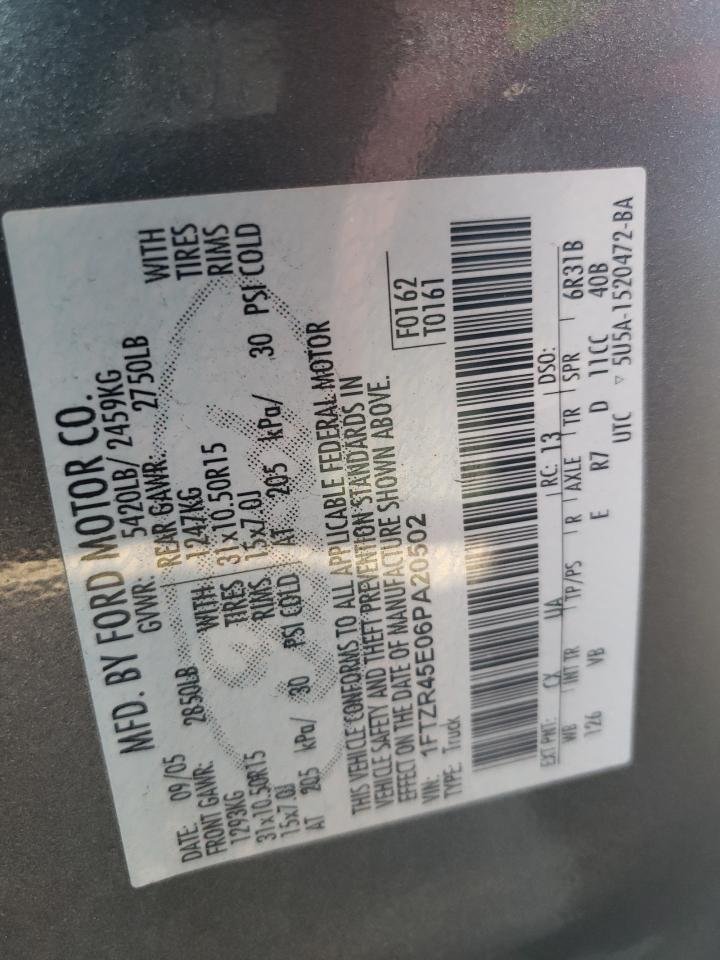 MFD. BY FORD MOTOR CO.
DATE: 09/05 GVWR: 5420LB/ 2459KG
FRONT GAWR: 2850LB REAR GAWR: 2750LB
1293KG WITH 1247KG WITH
31x10.50R15 TIRES 31x10.50R15 TIRES
15x7.0J RIMS 15x7.0J RIMS
AT 205 kPa/ 30 PSI COLD AT 205 kPa/ 30 PSI COLD
THIS VEHICLE CONFORMS TO ALL APPLICABLE FEDERAL MOTOR
VEHICLE SAFETY AND THEFT PREVENTION STANDARDS IN
EFFECT ON THE DATE OF MANUFACTURE SHOWN ABOVE.
VIN: 1FTZR45E06PA20502 F0162
TYPE: Truck T0161
EXT PNT: CX UA RC: 13 DSO:
WB INT TR TP/PS R AXLE TR SPR 6R31B
126 VB E R7 D 11CC 40B
UTC ▽ 5U5A-1520472-BA